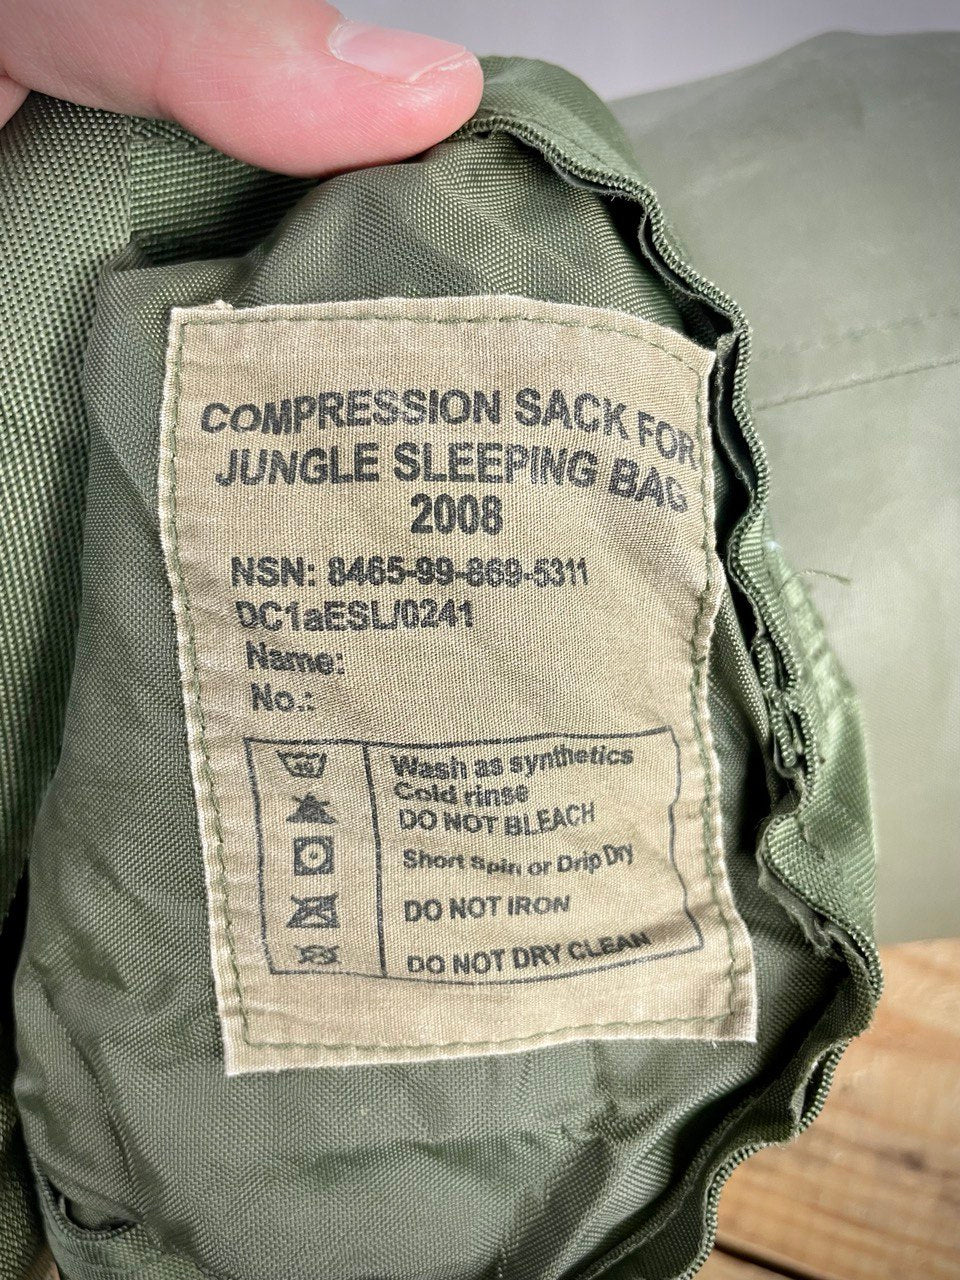 COMPRESSION SACK FOR
JUNGLE SLEEPING BAG
2008
NSN: 8465-99-869-5311
DC1aESL/0241
Name:
No.:
Wash as synthetics
Cold rinse
DO NOT BLEACH
Short Spin or Drip Dry
DO NOT IRON
DO NOT DRY CLEAN